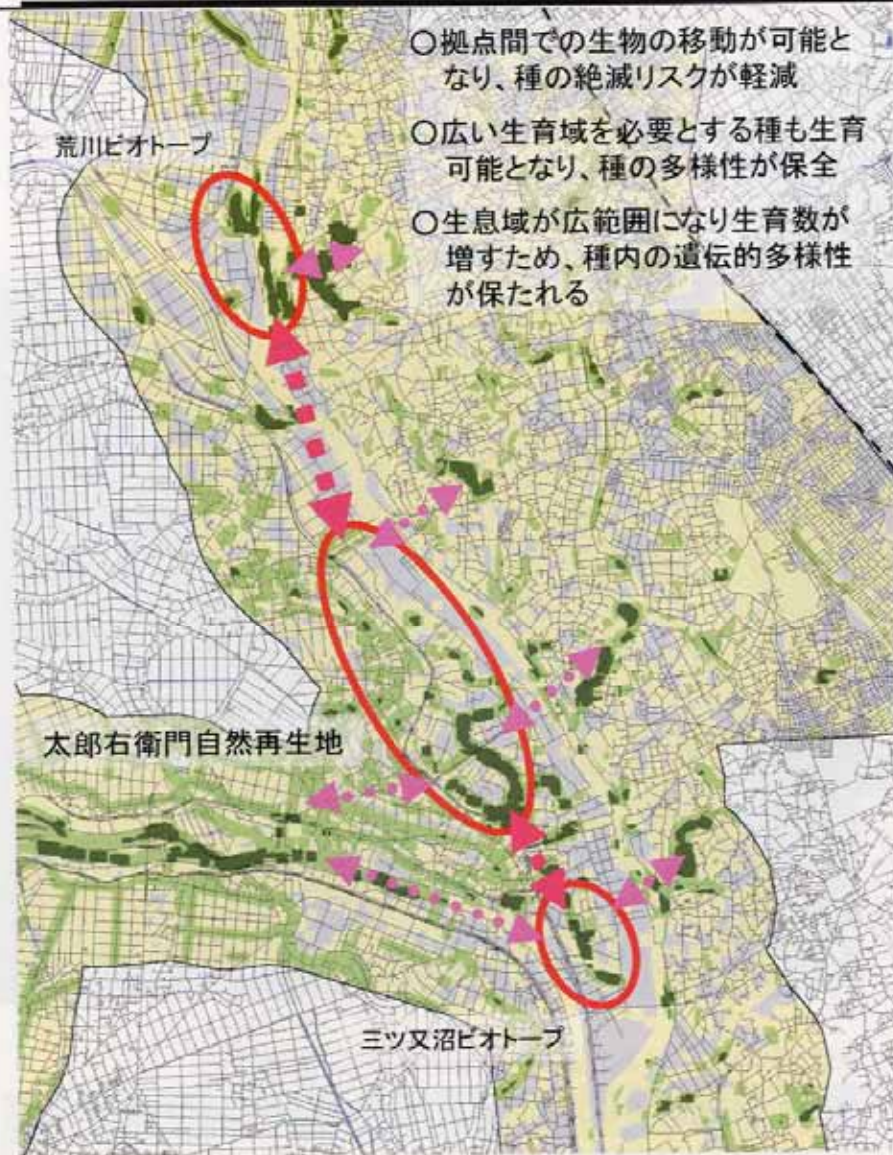 ○拠点間での生物の移動が可能と
なり、種の絶滅リスクが軽減
○広い生育域を必要とする種も生育
可能となり、種の多様性が保全
○生息域が広範囲になり生育数が
増すため、種内の遺伝的多様性
が保たれる
荒川ビオトープ
太郎右衛門自然再生地
三ツ又沼ビオトープ